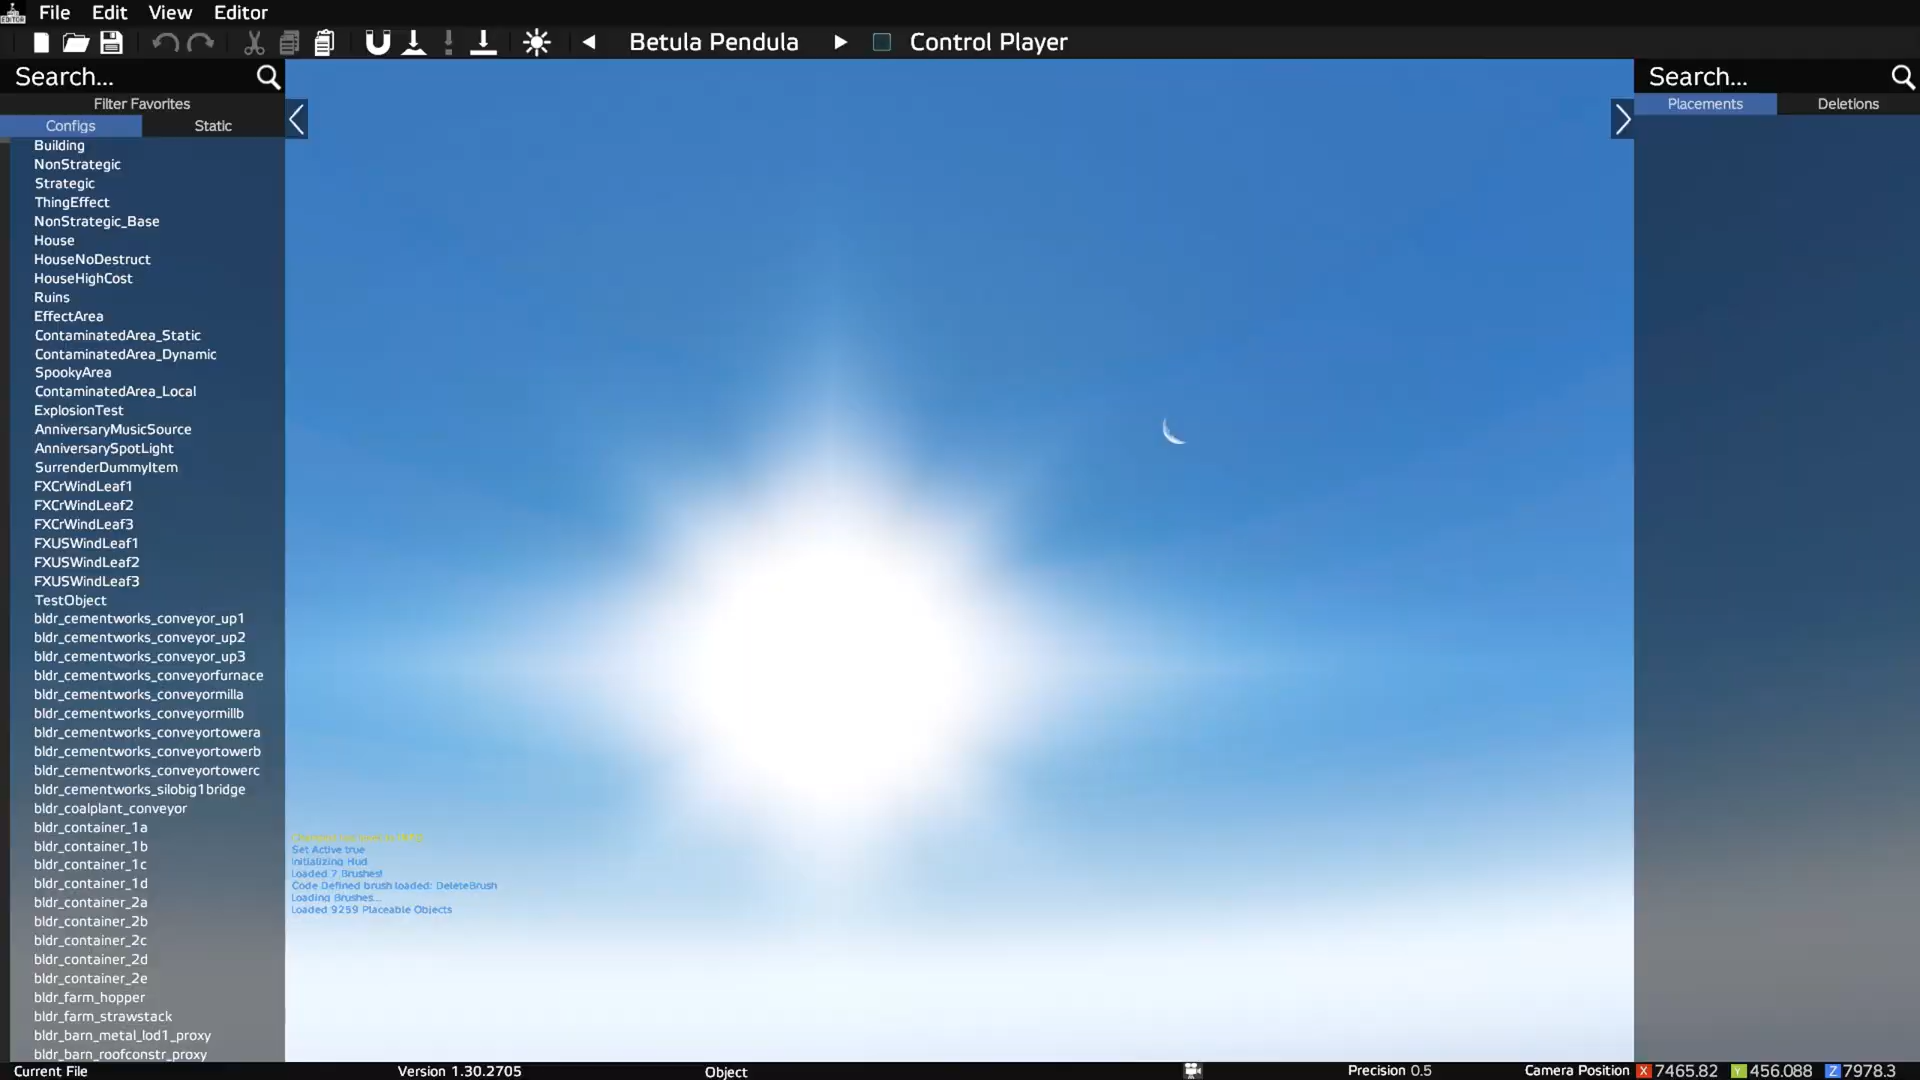 File Edit View Editor
EDITOR
Betula Pendula Control Player
Search...
Filter Favorites
Configs Static
Building
NonStrategic
Strategic
ThingEffect
NonStrategic_Base
House
HouseNoDestruct
HouseHighCost
Ruins
EffectArea
ContaminatedArea_Static
ContaminatedArea_Dynamic
SpookyArea
ContaminatedArea_Local
ExplosionTest
AnniversaryMusicSource
AnniversarySpotLight
SurrenderDummyItem
FXCrWindLeaf1
FXCrWindLeaf2
FXCrWindLeaf3
FXUSWindLeaf1
FXUSWindLeaf2
FXUSWindLeaf3
TestObject
bldr_cementworks_conveyor_up1
bldr_cementworks_conveyor_up2
bldr_cementworks_conveyor_up3
bldr_cementworks_conveyorfurnace
bldr_cementworks_conveyormilla
bldr_cementworks_conveyormillb
bldr_cementworks_conveyortowera
bldr_cementworks_conveyortowerb
bldr_cementworks_conveyortowerc
bldr_cementworks_silobig1bridge
bldr_coalplant_conveyor
bldr_container_1a
bldr_container_1b
bldr_container_1c
bldr_container_1d
bldr_container_2a
bldr_container_2b
bldr_container_2c
bldr_container_2d
bldr_container_2e
bldr_farm_hopper
bldr_farm_strawstack
bldr_barn_metal_lod1_proxy
bldr_barn_roofconstr_proxy
Set Active true
Initializing Hud
Loaded 7 Brushes!
Code Defined brush loaded: DeleteBrush
Loading Brushes...
Loaded 9259 Placeable Objects
Search...
Placements Deletions
Current File Version 1.30.2705 Object Precision 0.5 Camera Position X 7465.82 Y 456.088 Z 7978.3